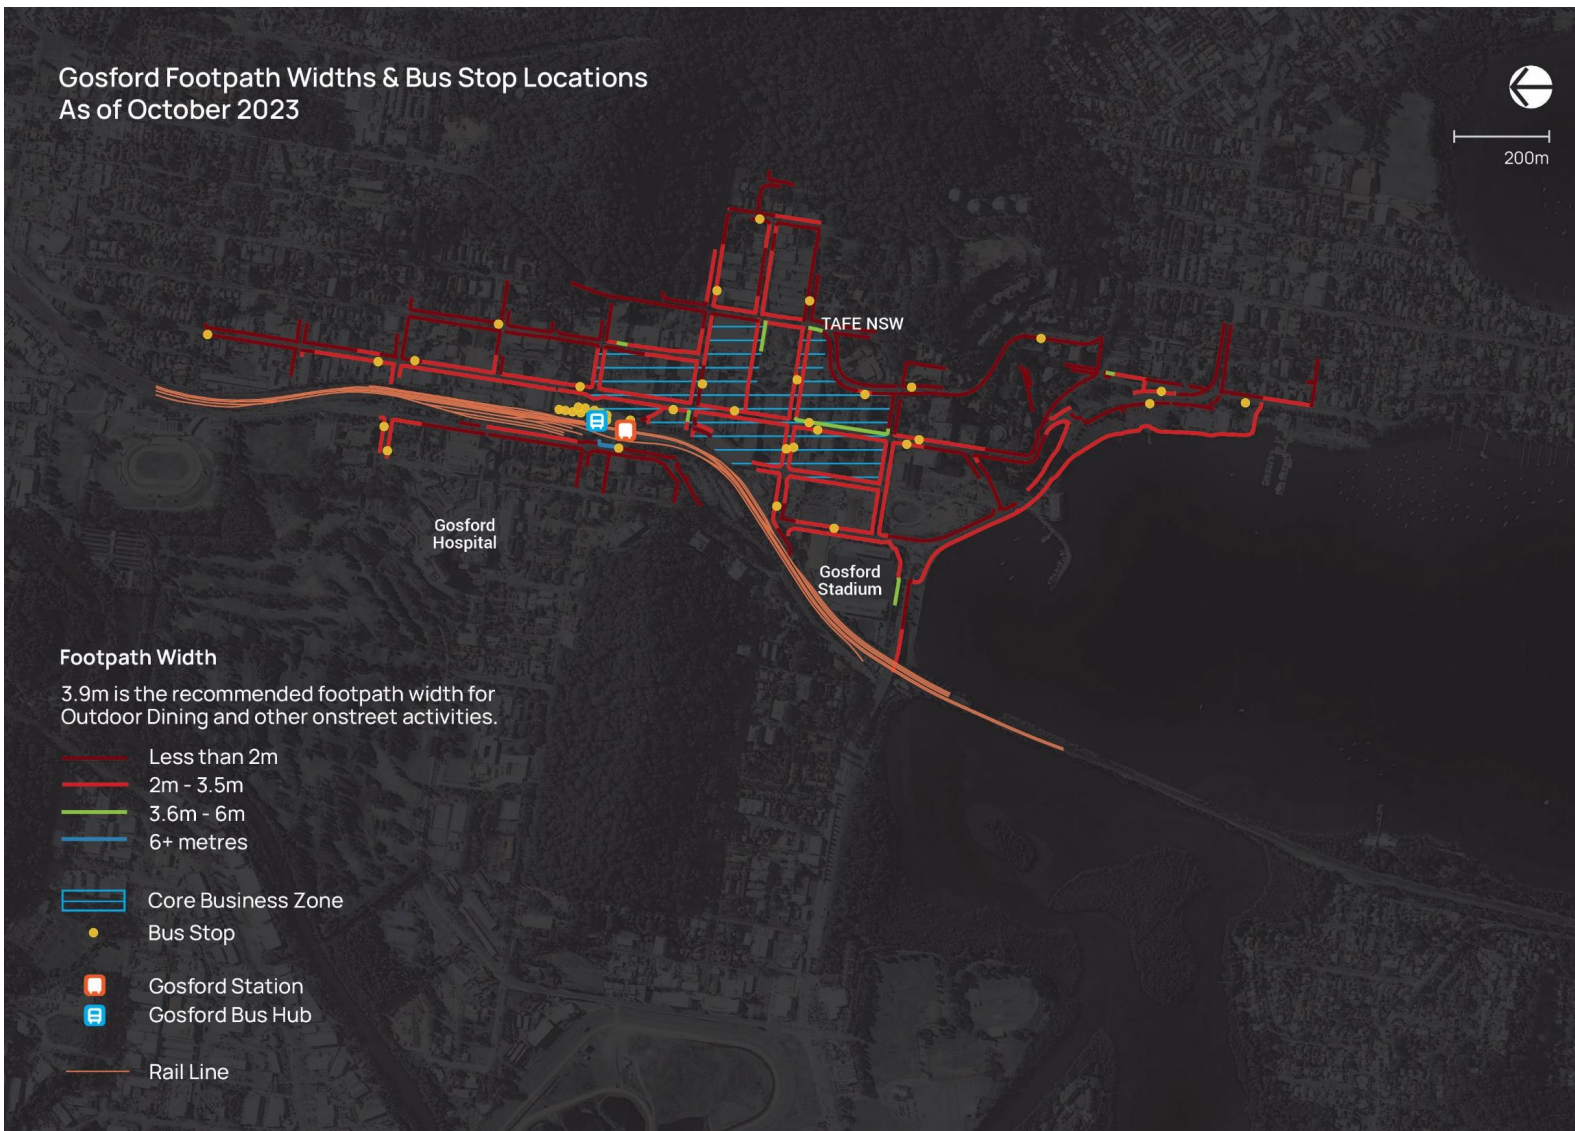 Gosford Footpath Widths & Bus Stop Locations
As of October 2023
200m
TAFE NSW
Gosford
Hospital
Gosford
Stadium
Footpath Width
3.9m is the recommended footpath width for
Outdoor Dining and other onstreet activities.
Less than 2m
2m - 3.5m
3.6m - 6m
6+ metres
Core Business Zone
Bus Stop
Gosford Station
Gosford Bus Hub
Rail Line